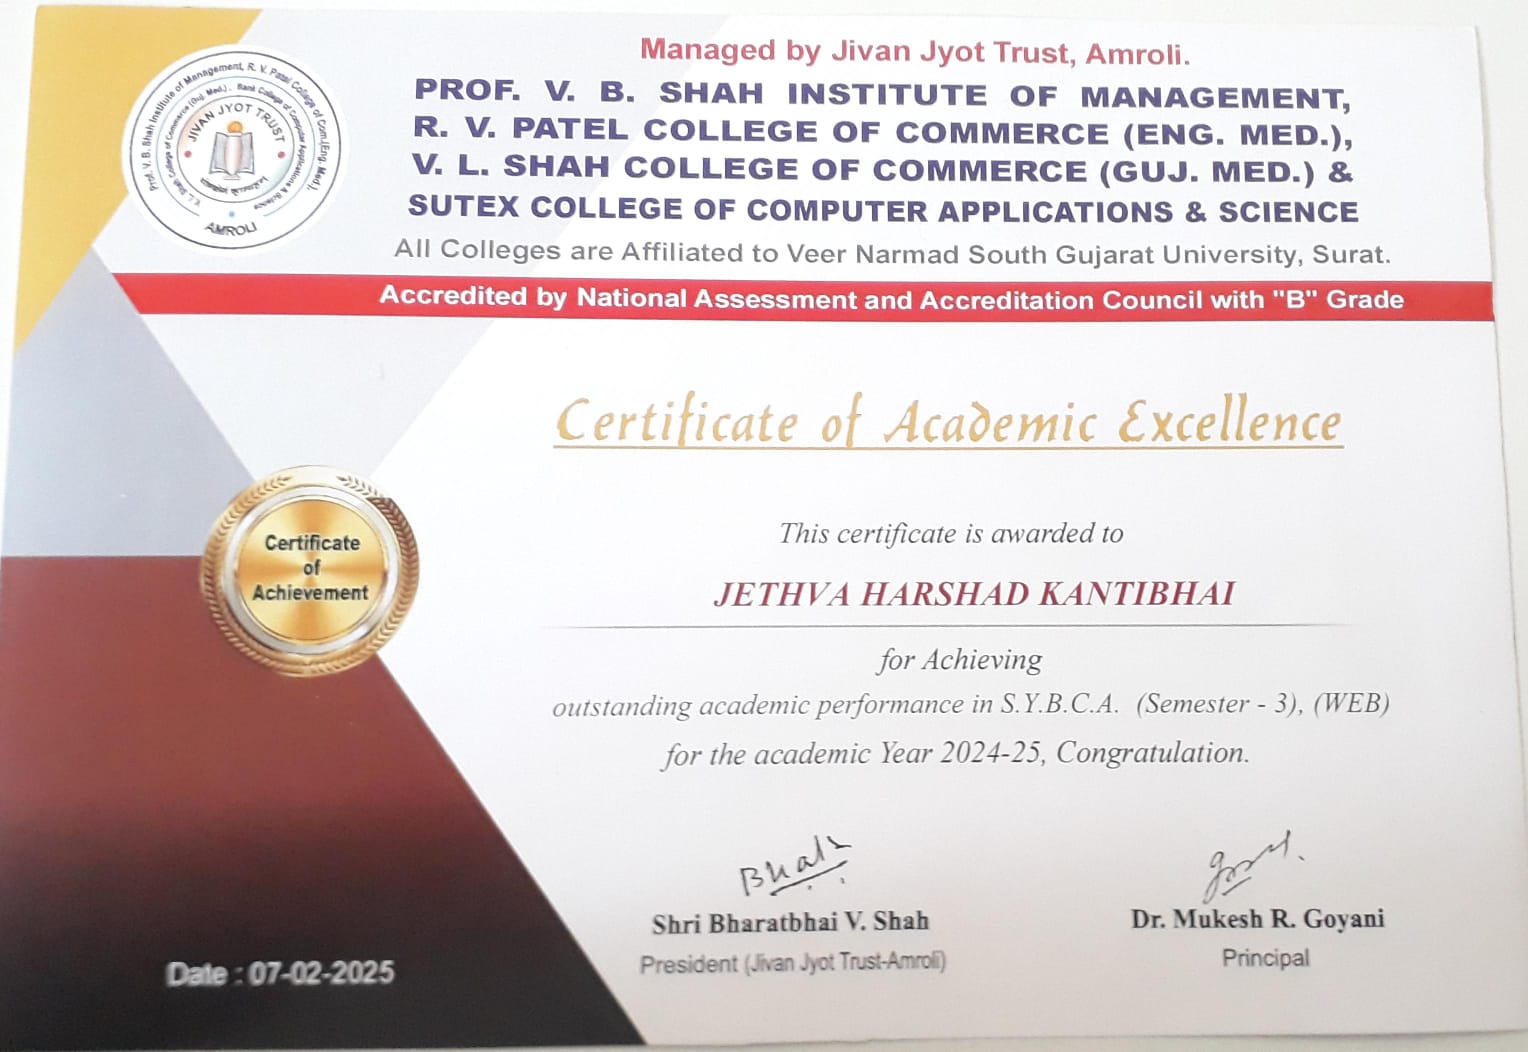 Managed by Jivan Jyot Trust, Amroli.
PROF. V. B. SHAH INSTITUTE OF MANAGEMENT,
R. V. PATEL COLLEGE OF COMMERCE (ENG. MED.),
V. L. SHAH COLLEGE OF COMMERCE (GUJ. MED.) &
SUTEX COLLEGE OF COMPUTER APPLICATIONS & SCIENCE
All Colleges are Affiliated to Veer Narmad South Gujarat University, Surat.
Accredited by National Assessment and Accreditation Council with "B" Grade
Prof. V. B. Shah Institute of Management, R. V. Patel College of Com.(Eng. Med.),
V. L. Shah College of Commerce (Guj. Med.), College of Computer Applications & Science
JIVAN JYOT TRUST
AMROLI
Certificate of Academic Excellence
Certificate
of
Achievement
This certificate is awarded to
JETHVA HARSHAD KANTIBHAI
for Achieving
outstanding academic performance in S.Y.B.C.A. (Semester - 3), (WEB)
for the academic Year 2024-25, Congratulation.
Shri Bharatbhai V. Shah
President (Jivan Jyot Trust-Amroli)
Dr. Mukesh R. Goyani
Principal
Date : 07-02-2025